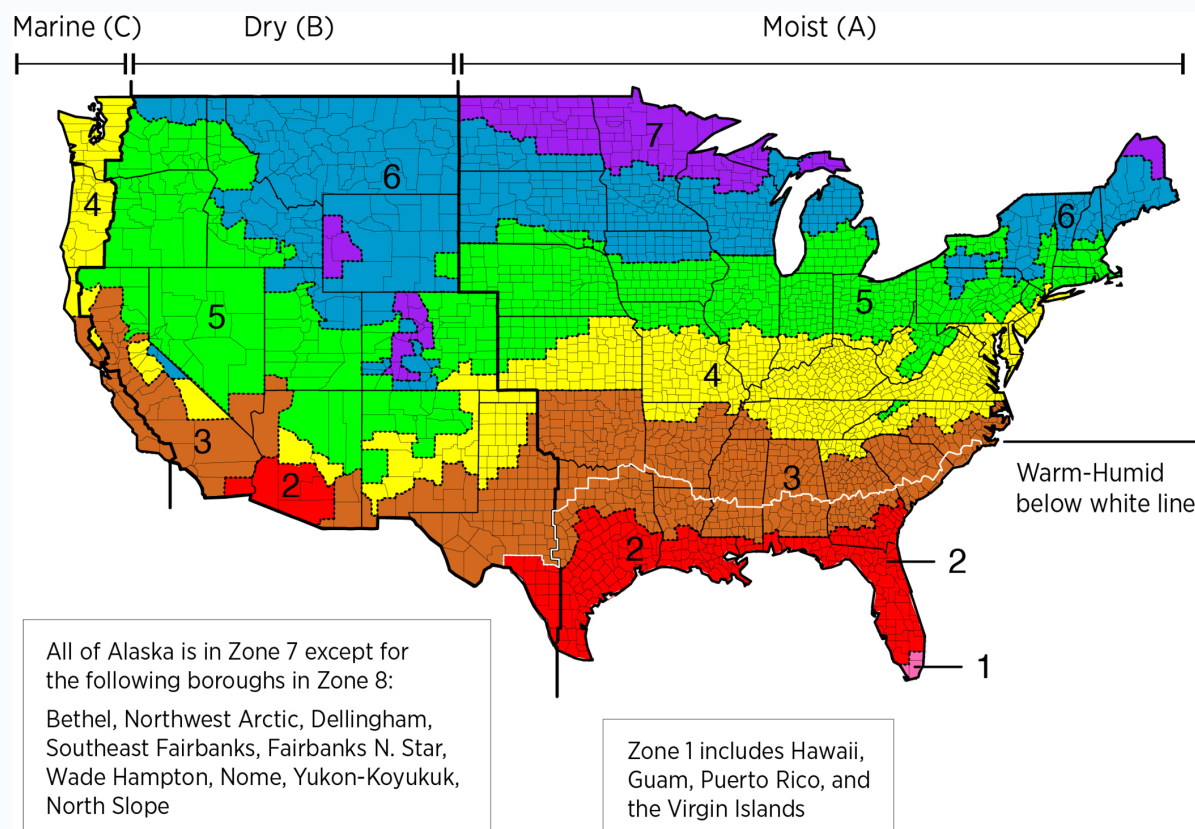 Marine (C)
Dry (B)
Moist (A)
7
6
4
6
5
5
4
3
3
2
2
2
1
Warm-Humid
below white line
All of Alaska is in Zone 7 except for
the following boroughs in Zone 8:
Bethel, Northwest Arctic, Dellingham,
Southeast Fairbanks, Fairbanks N. Star,
Wade Hampton, Nome, Yukon-Koyukuk,
North Slope
Zone 1 includes Hawaii,
Guam, Puerto Rico, and
the Virgin Islands